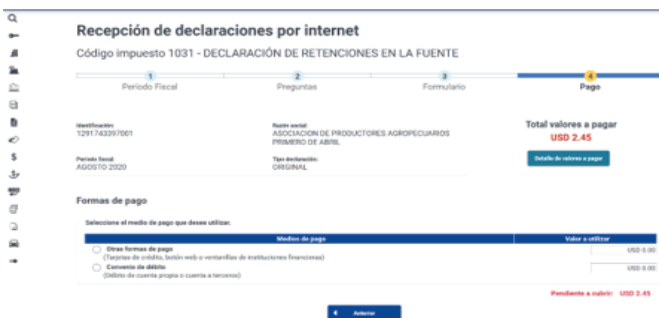 Recepción de declaraciones por internet
Código impuesto 1031 - DECLARACIÓN DE RETENCIONES EN LA FUENTE
1 2 3 4
Periodo Fiscal Preguntas Formulario Pago
Identificación: Razón social: Total valores a pagar
1291743397001 ASOCIACION DE PRODUCTORES AGROPECUARIOS USD 2.45
PRIMERO DE ABRIL
Período fiscal: Tipo declaración: Detalle de valores a pagar
AGOSTO 2020 ORIGINAL
Formas de pago
Seleccione el medio de pago que desee utilizar.
Medios de pago Valor a utilizar
Otras formas de pago USD 0.00
(Tarjetas de crédito, botón web o ventanillas de instituciones financieras)
Convenio de débito USD 0.00
(Débito de cuenta propia o cuenta a terceros)
Pendiente a cubrir: USD 2.45
Anterior